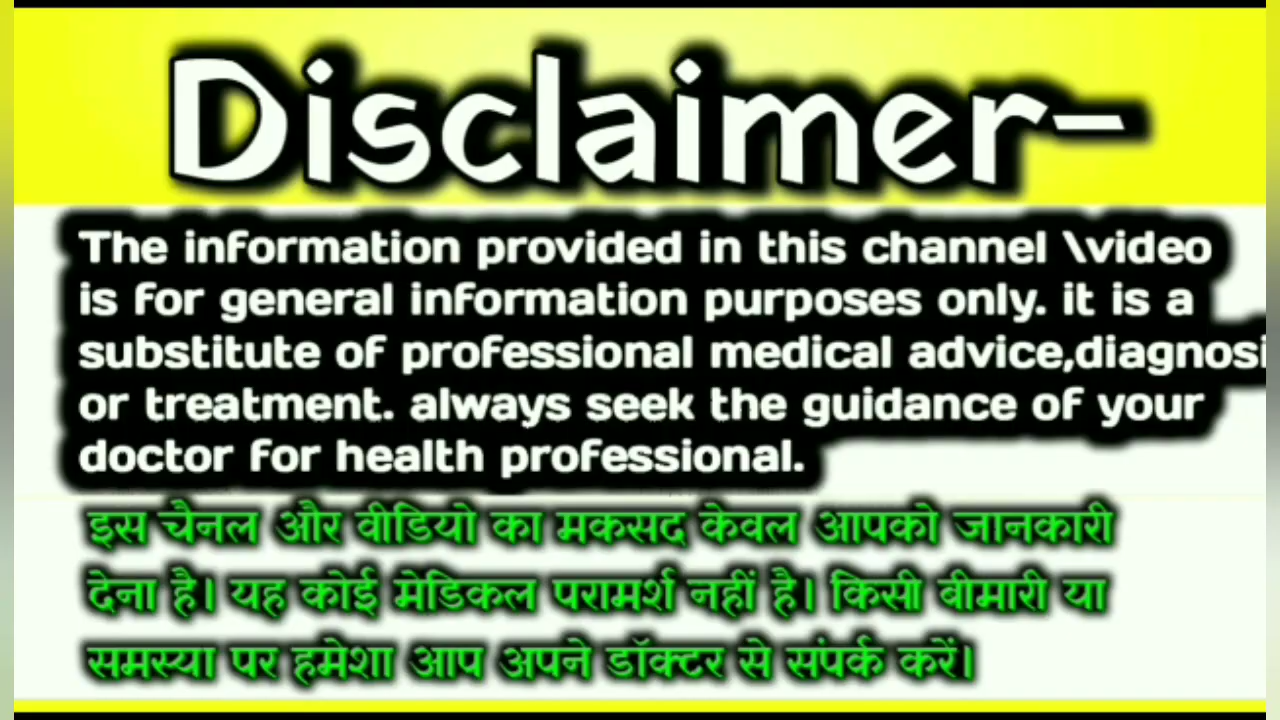 Disclaimer-
The information provided in this channel \video
is for general information purposes only. it is a
substitute of professional medical advice,diagnosi
or treatment. always seek the guidance of your
doctor for health professional.
इस चैनल और वीडियो का मकसद केवल आपको जानकारी
देना है। यह कोई मेडिकल परामर्श नहीं है। किसी बीमारी या
समस्या पर हमेशा आप अपने डॉक्टर से संपर्क करें।